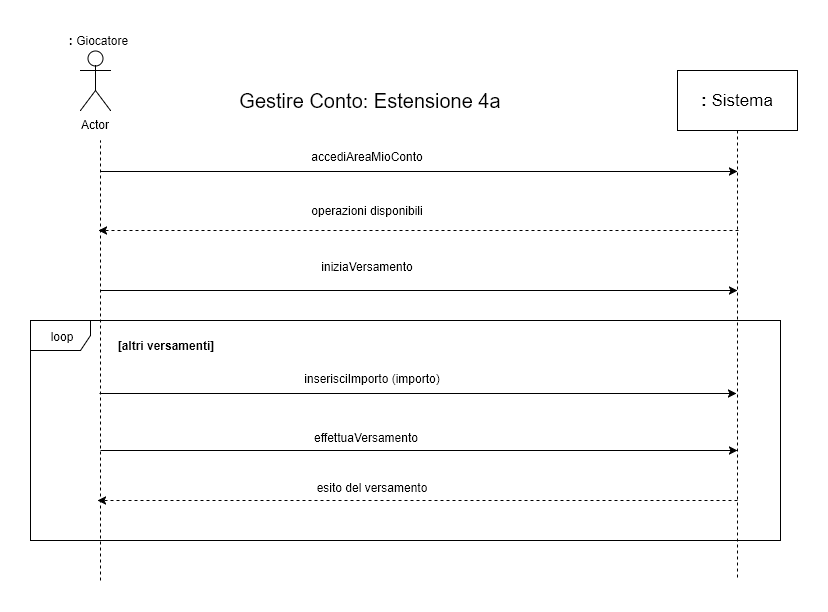 : Giocatore
Actor
Gestire Conto: Estensione 4a
: Sistema
accediAreaMioConto
operazioni disponibili
iniziaVersamento
loop
[altri versamenti]
inserisciImporto (importo)
effettuaVersamento
esito del versamento